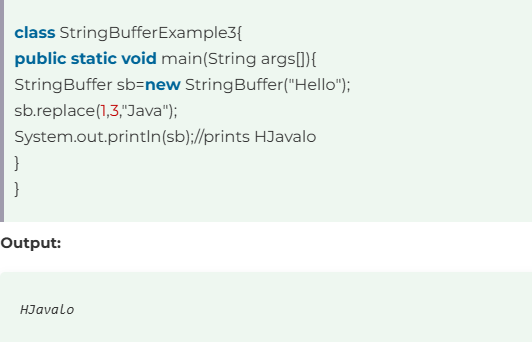 class StringBufferExample3{
public static void main(String args[]){
StringBuffer sb=new StringBuffer("Hello");
sb.replace(1,3,"Java");
System.out.println(sb);//prints HJavalo
}
}
Output:
HJavalo